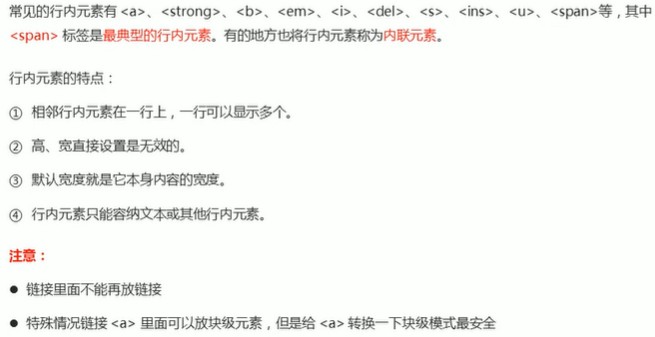 常见的行内元素有 <a>、<strong>、<b>、<em>、<i>、<del>、<s>、<ins>、<u>、<span>等，其中
<span> 标签是最典型的行内元素。有的地方也将行内元素称为内联元素。
行内元素的特点：
① 相邻行内元素在一行上，一行可以显示多个。
② 高、宽直接设置是无效的。
③ 默认宽度就是它本身内容的宽度。
④ 行内元素只能容纳文本或其他行内元素。
注意：
● 链接里面不能再放链接
● 特殊情况链接 <a> 里面可以放块级元素，但是给 <a> 转换一下块级模式最安全